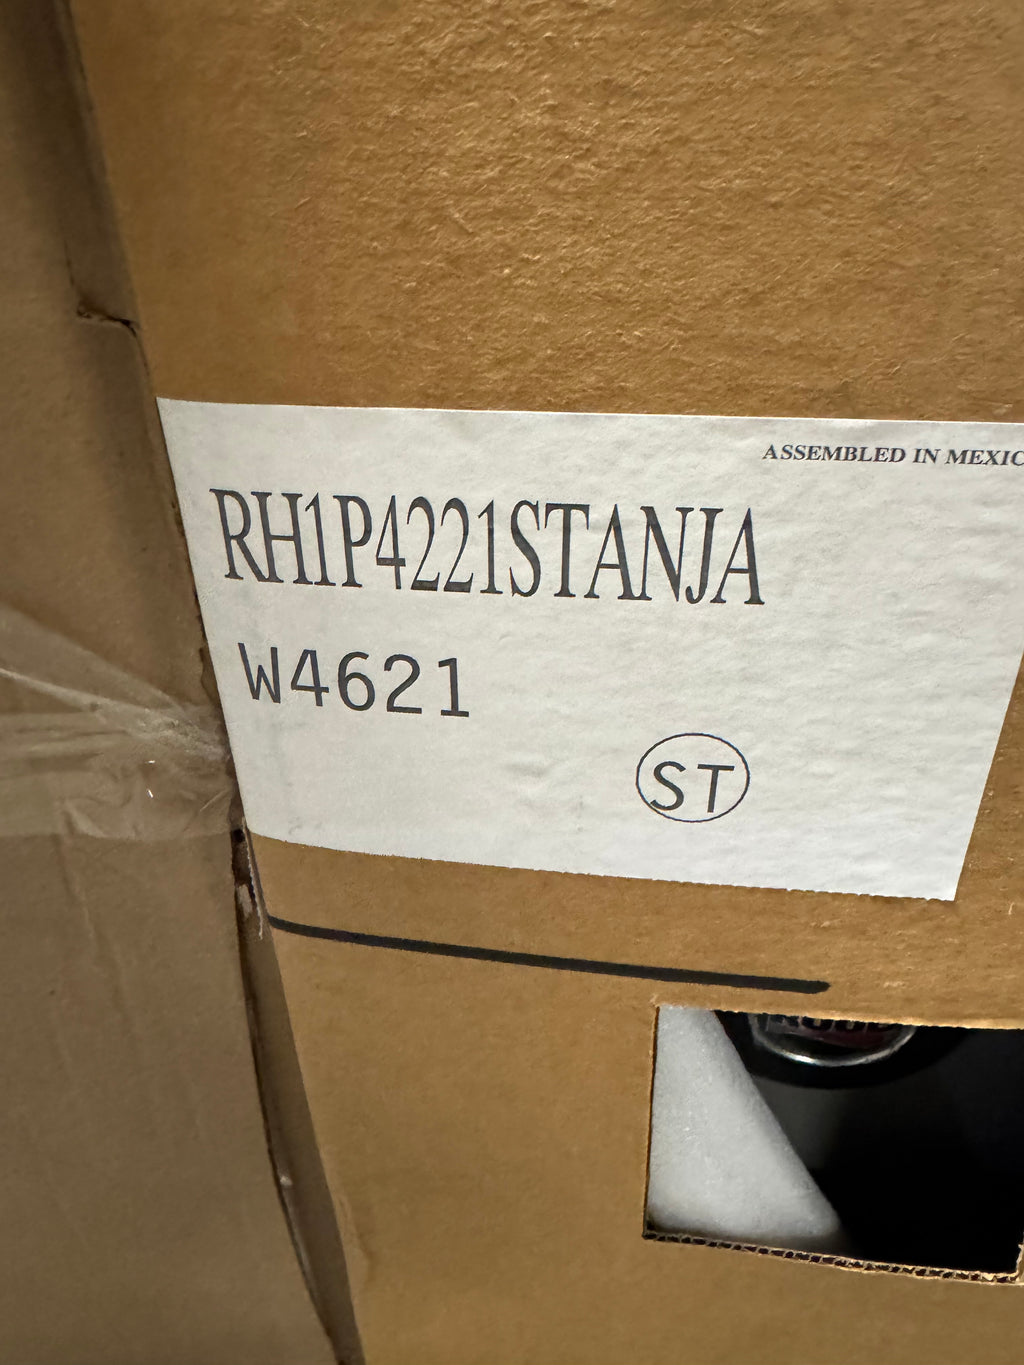 ASSEMBLED IN MEXIC
RH1P4221STANJA
W4621
ST